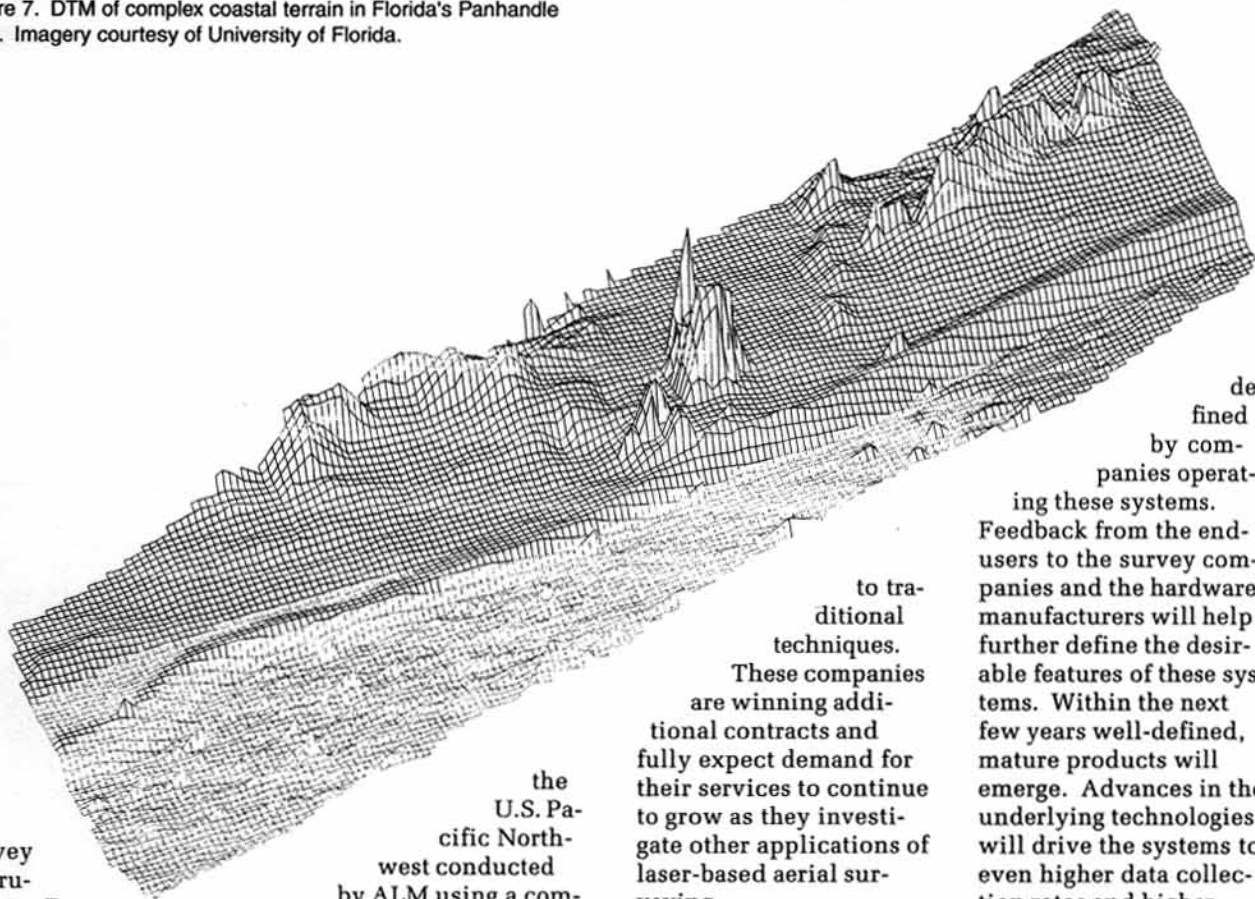 re 7. DTM of complex coastal terrain in Florida's Panhandle
. Imagery courtesy of University of Florida.
vey
ru-
the
U.S. Pa-
cific North-
west conducted
by ALM using a com-
to tra-
ditional
techniques.
These companies
are winning addi-
tional contracts and
fully expect demand for
their services to continue
to grow as they investi-
gate other applications of
laser-based aerial sur-
veying.
de
fined
by com-
panies operat-
ing these systems.
Feedback from the end-
users to the survey com-
panies and the hardware
manufacturers will help
further define the desir-
able features of these sys
tems. Within the next
few years well-defined,
mature products will
emerge. Advances in the
underlying technologies
will drive the systems to
even higher data collec-
tion rates and higher